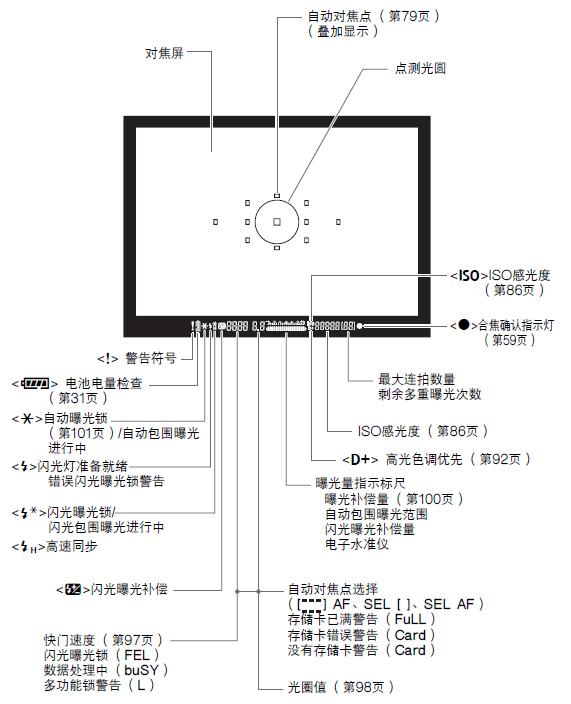 自动对焦点（第79页）
（叠加显示）
对焦屏
点测光圆
<ISO>ISO感光度
（第86页）
<●>合焦确认指示灯
（第59页）
<!> 警告符号
< > 电池电量检查
（第31页）
最大连拍数量
剩余多重曝光次数
<✱>自动曝光锁
（第101页）/自动包围曝光
进行中
ISO感光度（第86页）
<D+> 高光色调优先（第92页）
<⚡>闪光灯准备就绪
错误闪光曝光锁警告
曝光量指示标尺
曝光补偿量（第100页）
自动包围曝光范围
闪光曝光补偿量
电子水准仪
<⚡*>闪光曝光锁/
闪光包围曝光进行中
<⚡H>高速同步
< >闪光曝光补偿
自动对焦点选择
（[ ] AF、SEL [ ]、SEL AF）
存储卡已满警告（FuLL）
存储卡错误警告（Card）
没有存储卡警告（Card）
快门速度（第97页）
闪光曝光锁（FEL）
数据处理中（buSY）
多功能锁警告（L）
光圈值（第98页）